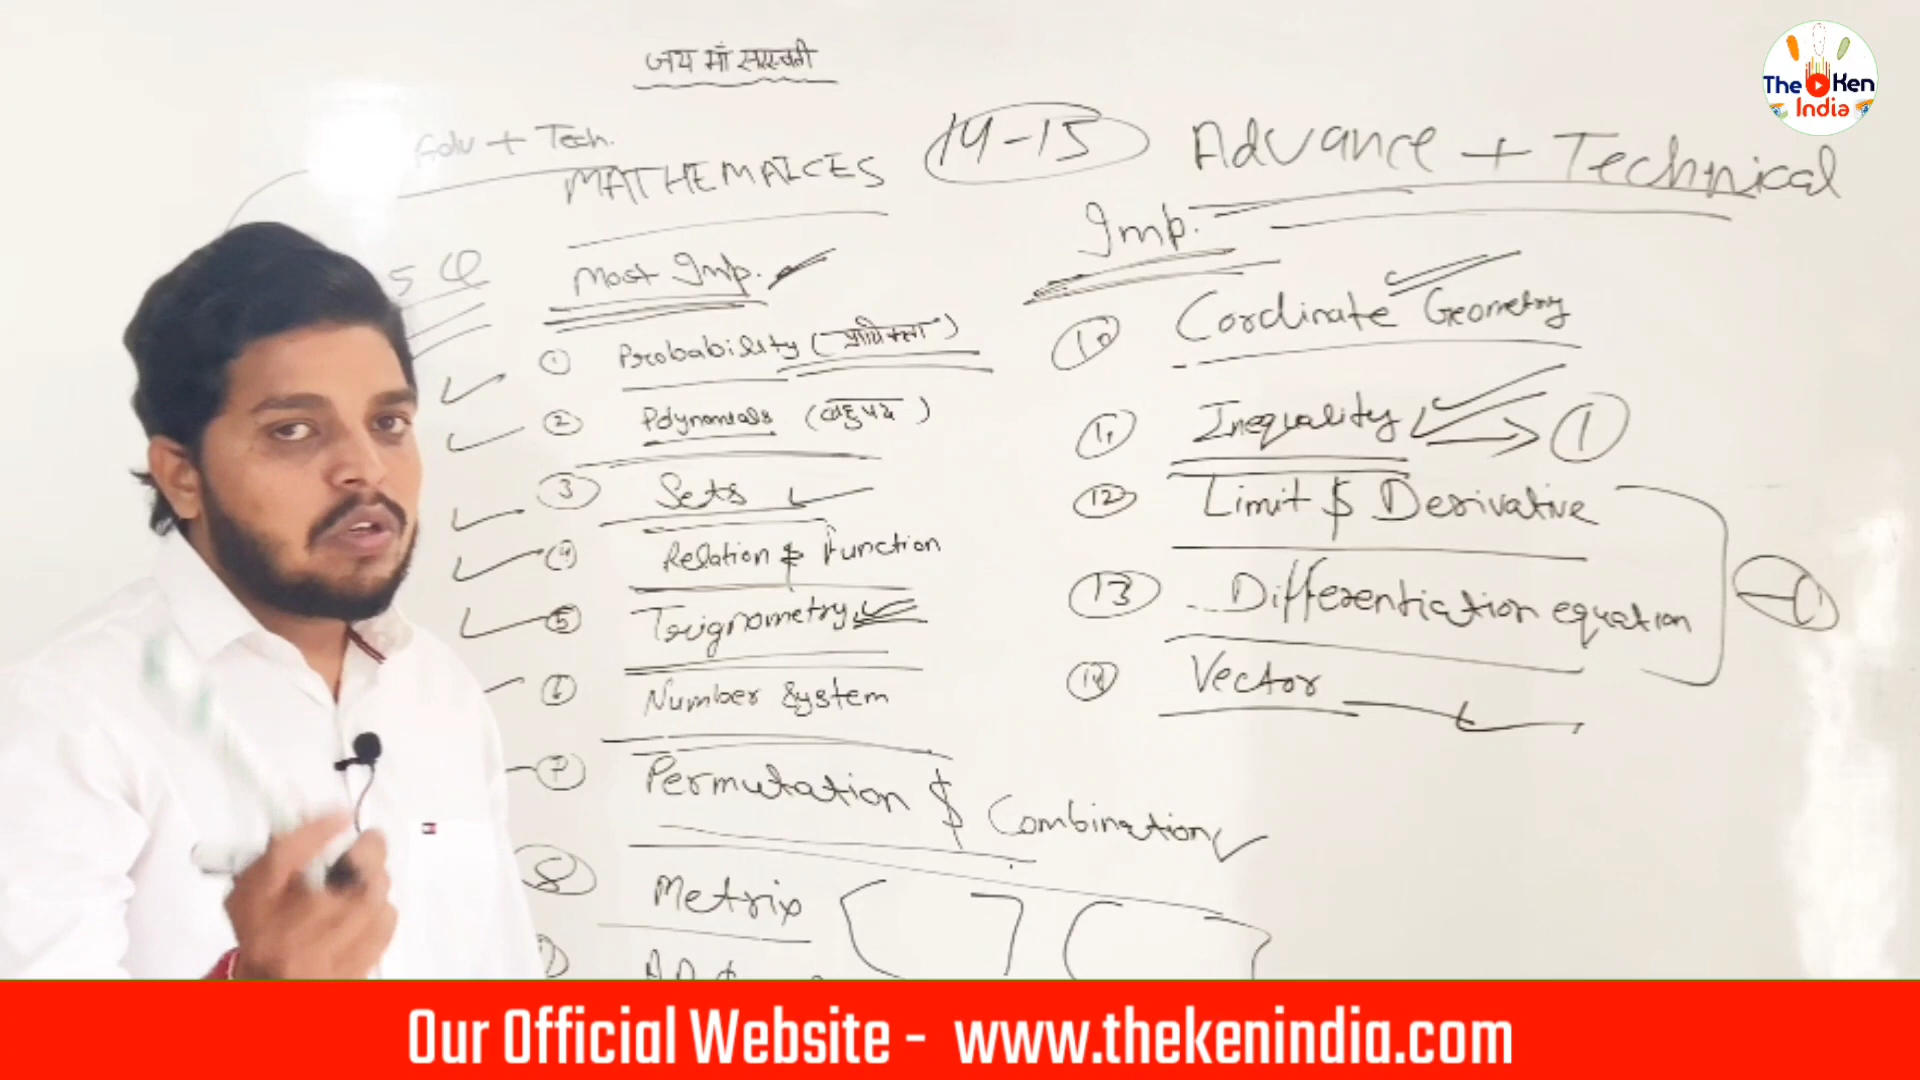 जय माँ सरस्वती
Adv + Tech.
MATHEMAICES
14-15
Advance + Technical
5 Q
Most Imp.
① Probability (प्रायिकता)
② Polynomials (बहुपद)
③ Sets
④ Relation & Function
⑤ Trignometry
⑥ Number System
⑦ Permutation & Combination
⑧ Metrix
Imp.
10 Cordinate Geometry
11 Inequality → ①
12 Limit & Derivative
13 Differentiation equation
14 Vector
The Ken
India
Our Official Website - www.thekenindia.com